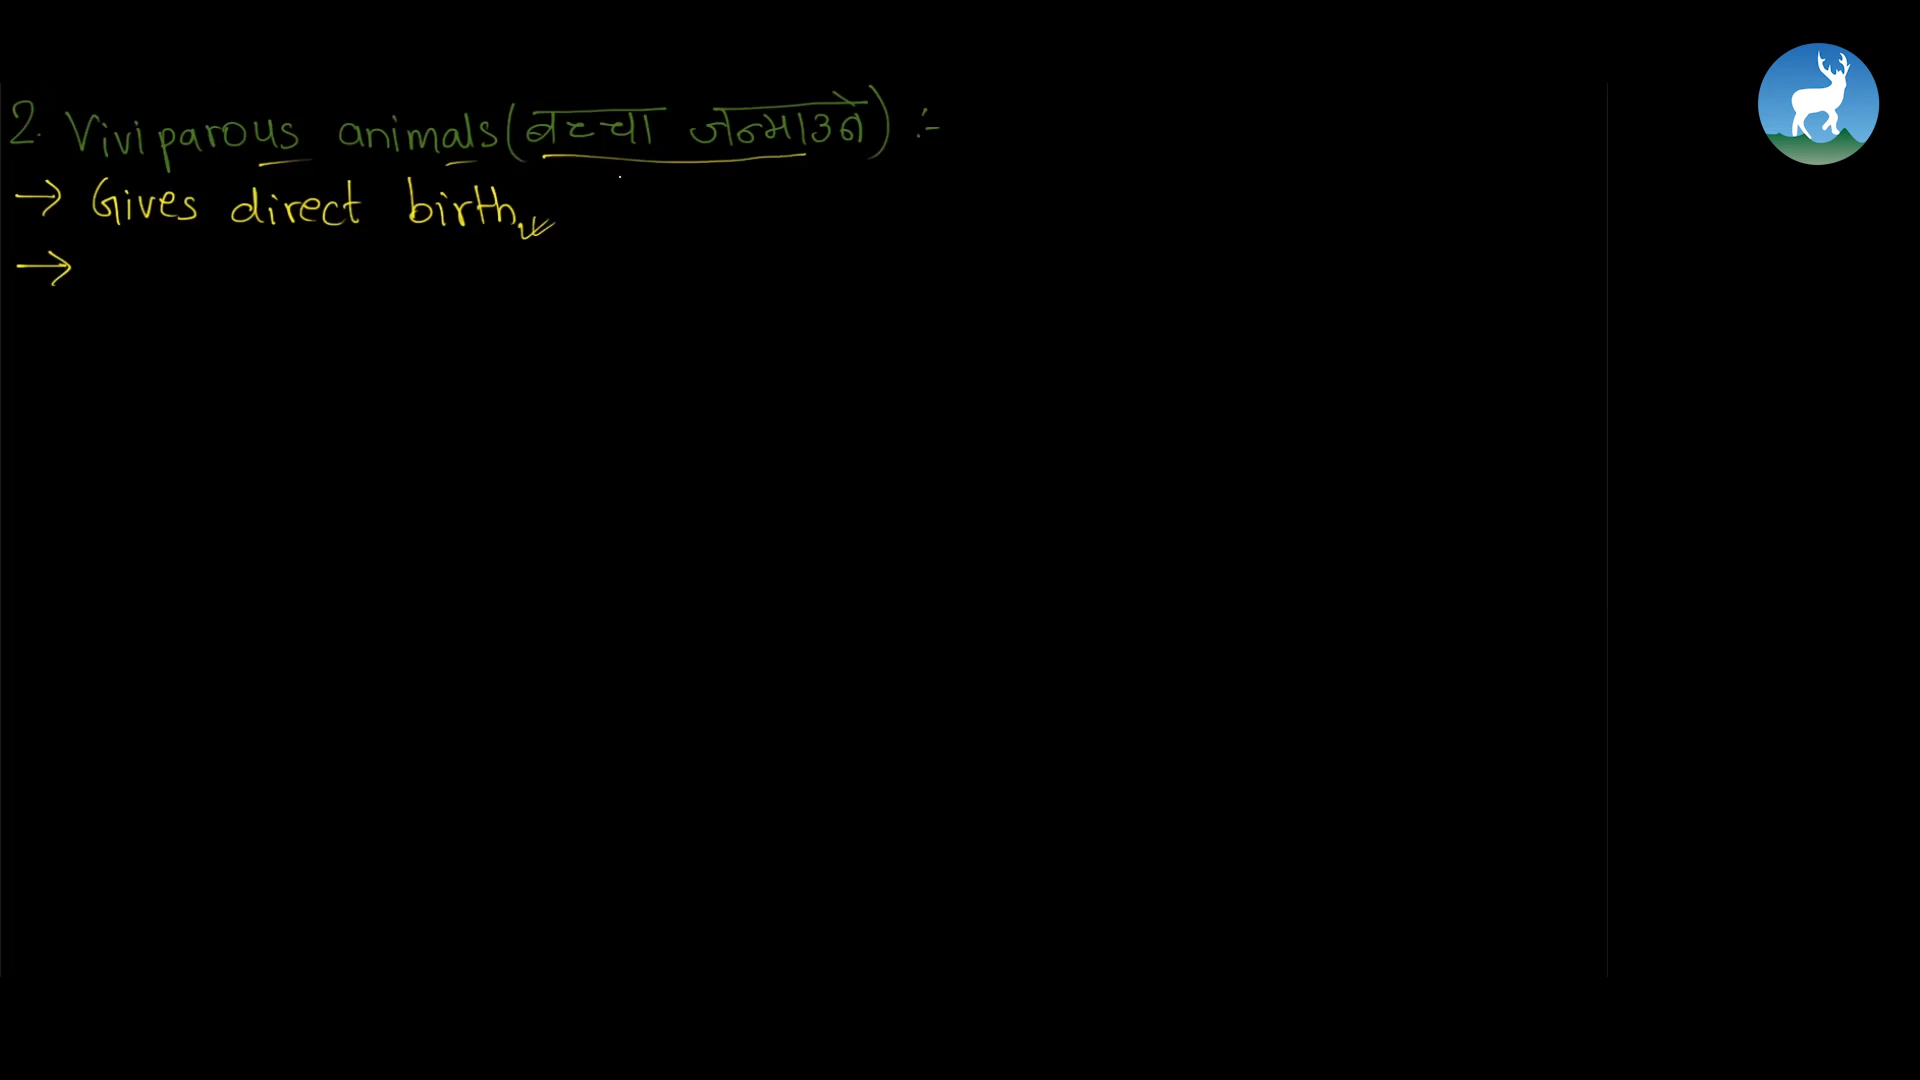 2. Viviparous animals (बच्चा जन्माउने) :-
→ Gives direct birth
→